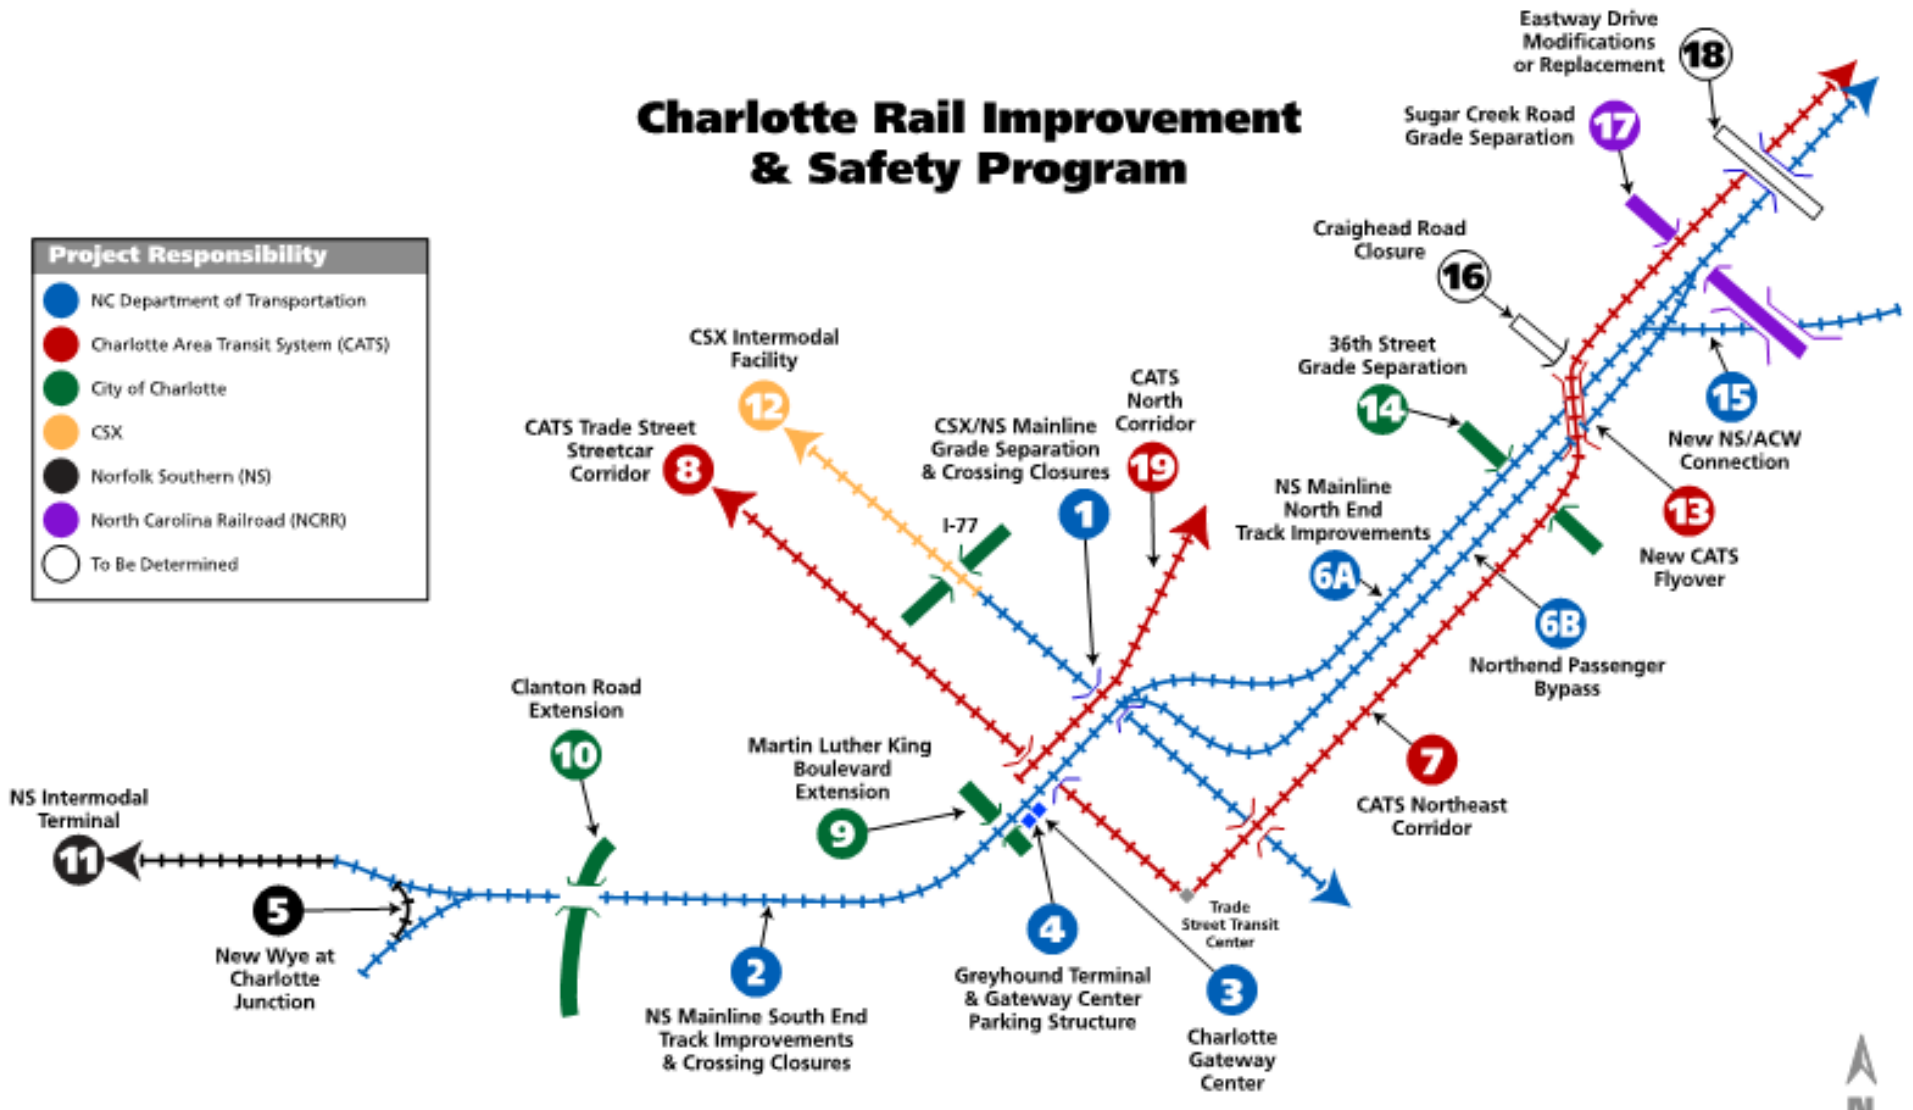 Charlotte Rail Improvement
& Safety Program
Project Responsibility
NC Department of Transportation
Charlotte Area Transit System (CATS)
City of Charlotte
CSX
Norfolk Southern (NS)
North Carolina Railroad (NCRR)
To Be Determined
Eastway Drive
Modifications
or Replacement
18
Sugar Creek Road
Grade Separation
17
Craighead Road
Closure
16
36th Street
Grade Separation
14
15
New NS/ACW
Connection
13
New CATS
Flyover
CSX Intermodal
Facility
12
CATS Trade Street
Streetcar
Corridor
8
I-77
CSX/NS Mainline
Grade Separation
& Crossing Closures
1
CATS
North
Corridor
19
NS Mainline
North End
Track Improvements
6A
6B
Northend Passenger
Bypass
7
CATS Northeast
Corridor
Clanton Road
Extension
10
Martin Luther King
Boulevard
Extension
9
NS Intermodal
Terminal
11
5
New Wye at
Charlotte
Junction
2
NS Mainline South End
Track Improvements
& Crossing Closures
4
Greyhound Terminal
& Gateway Center
Parking Structure
Trade
Street Transit
Center
3
Charlotte
Gateway
Center
N